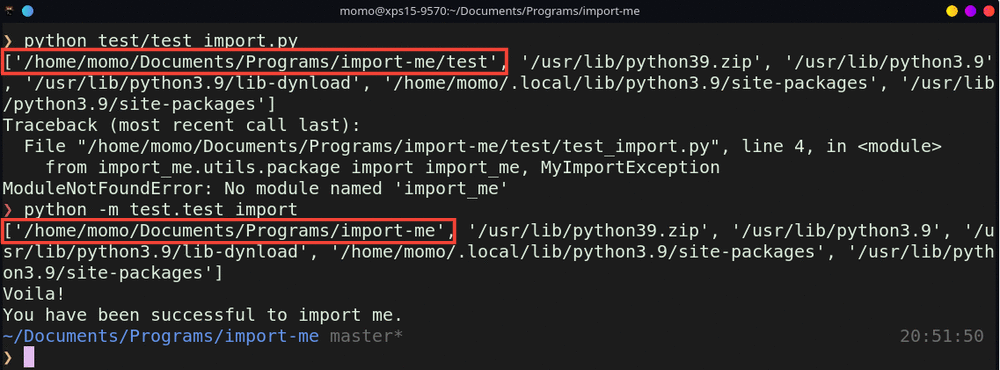 momo@xps15-9570:~/Documents/Programs/import-me
❯ python test/test_import.py
['/home/momo/Documents/Programs/import-me/test', '/usr/lib/python39.zip', '/usr/lib/python3.9'
, '/usr/lib/python3.9/lib-dynload', '/home/momo/.local/lib/python3.9/site-packages', '/usr/lib
/python3.9/site-packages']
Traceback (most recent call last):
  File "/home/momo/Documents/Programs/import-me/test/test_import.py", line 4, in <module>
    from import_me.utils.package import import_me, MyImportException
ModuleNotFoundError: No module named 'import_me'
❯ python -m test.test_import
['/home/momo/Documents/Programs/import-me', '/usr/lib/python39.zip', '/usr/lib/python3.9', '/u
sr/lib/python3.9/lib-dynload', '/home/momo/.local/lib/python3.9/site-packages', '/usr/lib/pyth
on3.9/site-packages']
Voila!
You have been successful to import me.
~/Documents/Programs/import-me master* 20:51:50
❯